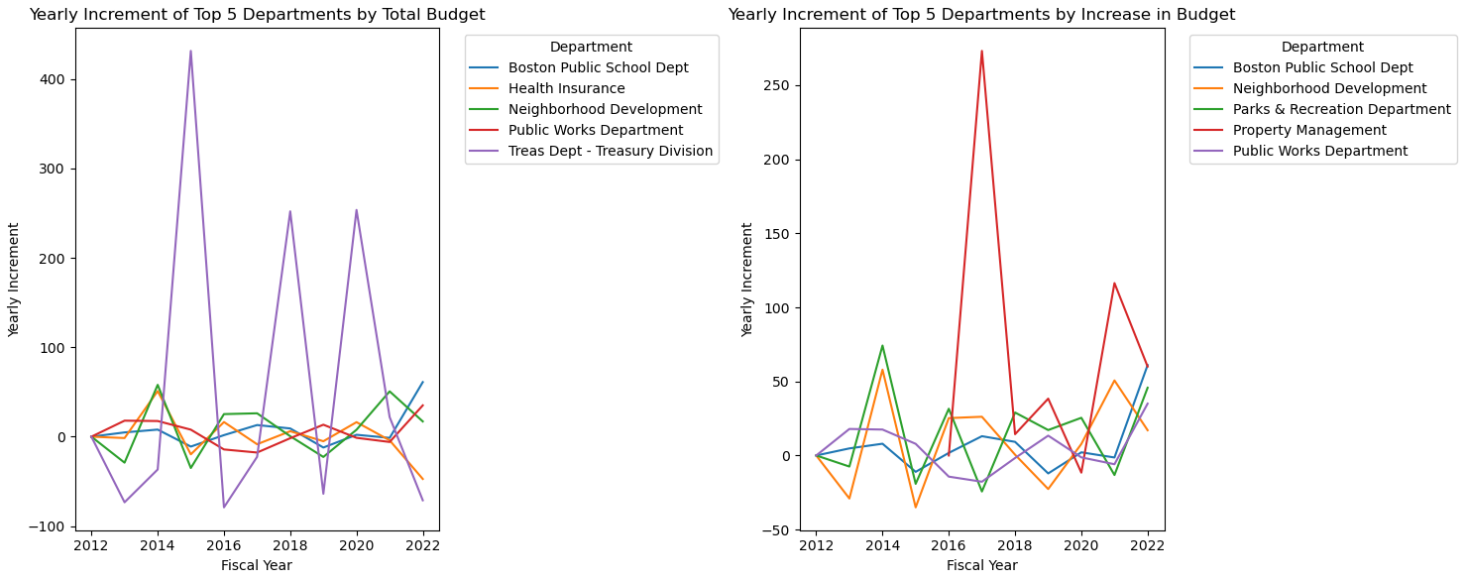 Yearly Increment of Top 5 Departments by Total Budget
400
300
200
100
0
−100
Yearly Increment
2012
2014
2016
2018
2020
2022
Fiscal Year
Department
Boston Public School Dept
Health Insurance
Neighborhood Development
Public Works Department
Treas Dept - Treasury Division
Yearly Increment of Top 5 Departments by Increase in Budget
250
200
150
100
50
0
−50
Yearly Increment
2012
2014
2016
2018
2020
2022
Fiscal Year
Department
Boston Public School Dept
Neighborhood Development
Parks & Recreation Department
Property Management
Public Works Department